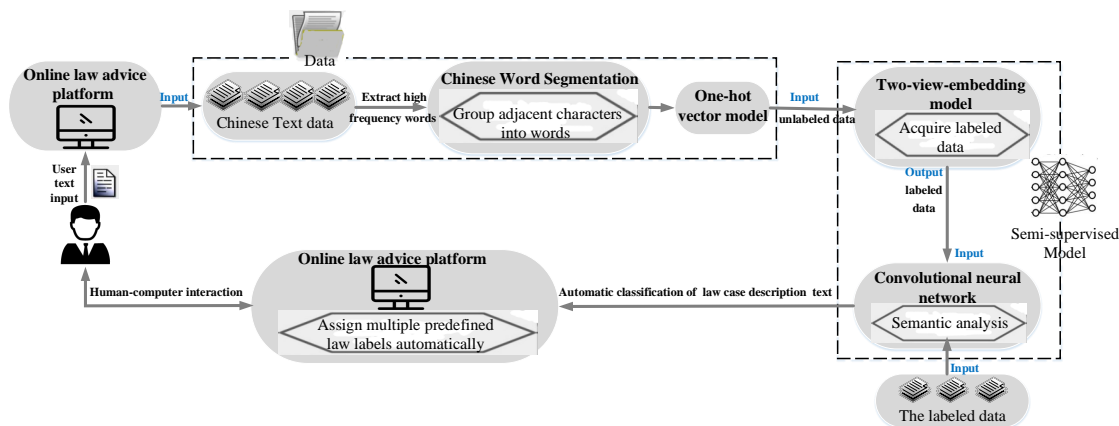 Data
Online law advice
platform
Input
Chinese Text data
Extract high
frequency words
Chinese Word Segmentation
Group adjacent characters
into words
One-hot
vector model
Input
unlabeled data
Two-view-embedding
model
Acquire labeled
data
Output
labeled
data
Semi-supervised
Model
User
text
input
Input
Online law advice platform
Human-computer interaction
Assign multiple predefined
law labels automatically
Automatic classification of law case description text
Convolutional neural
network
Semantic analysis
Input
The labeled data